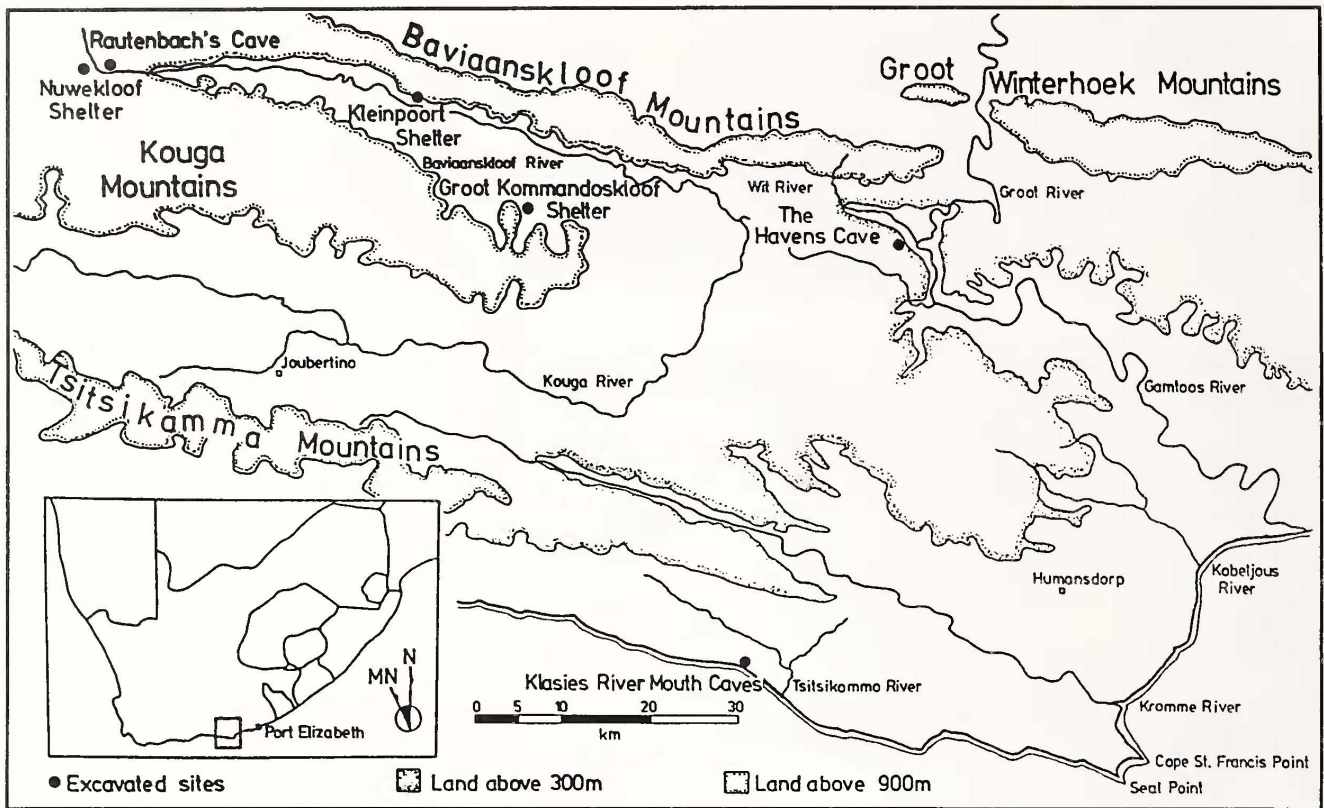 Rautenbach's Cave
Nuwekloof
Shelter
Baviaanskloof
Mountains
Groot
Winterhoek Mountains
Kleinpoort
Shelter
Kouga
Mountains
Baviaanskloof River
Groot Kommandoskloof
Shelter
Wit River
Groot River
The
Havens Cave
Joubertina
Kouga River
Gamtoos River
Tsitsikamma Mountains
Humansdorp
Kabeljous
River
Klasies River Mouth Caves
Tsitsikamma River
0 5 10 20 30
km
Kromme River
Cape St. Francis Point
Seal Point
MN
N
Port Elizabeth
Excavated sites
Land above 300m
Land above 900m